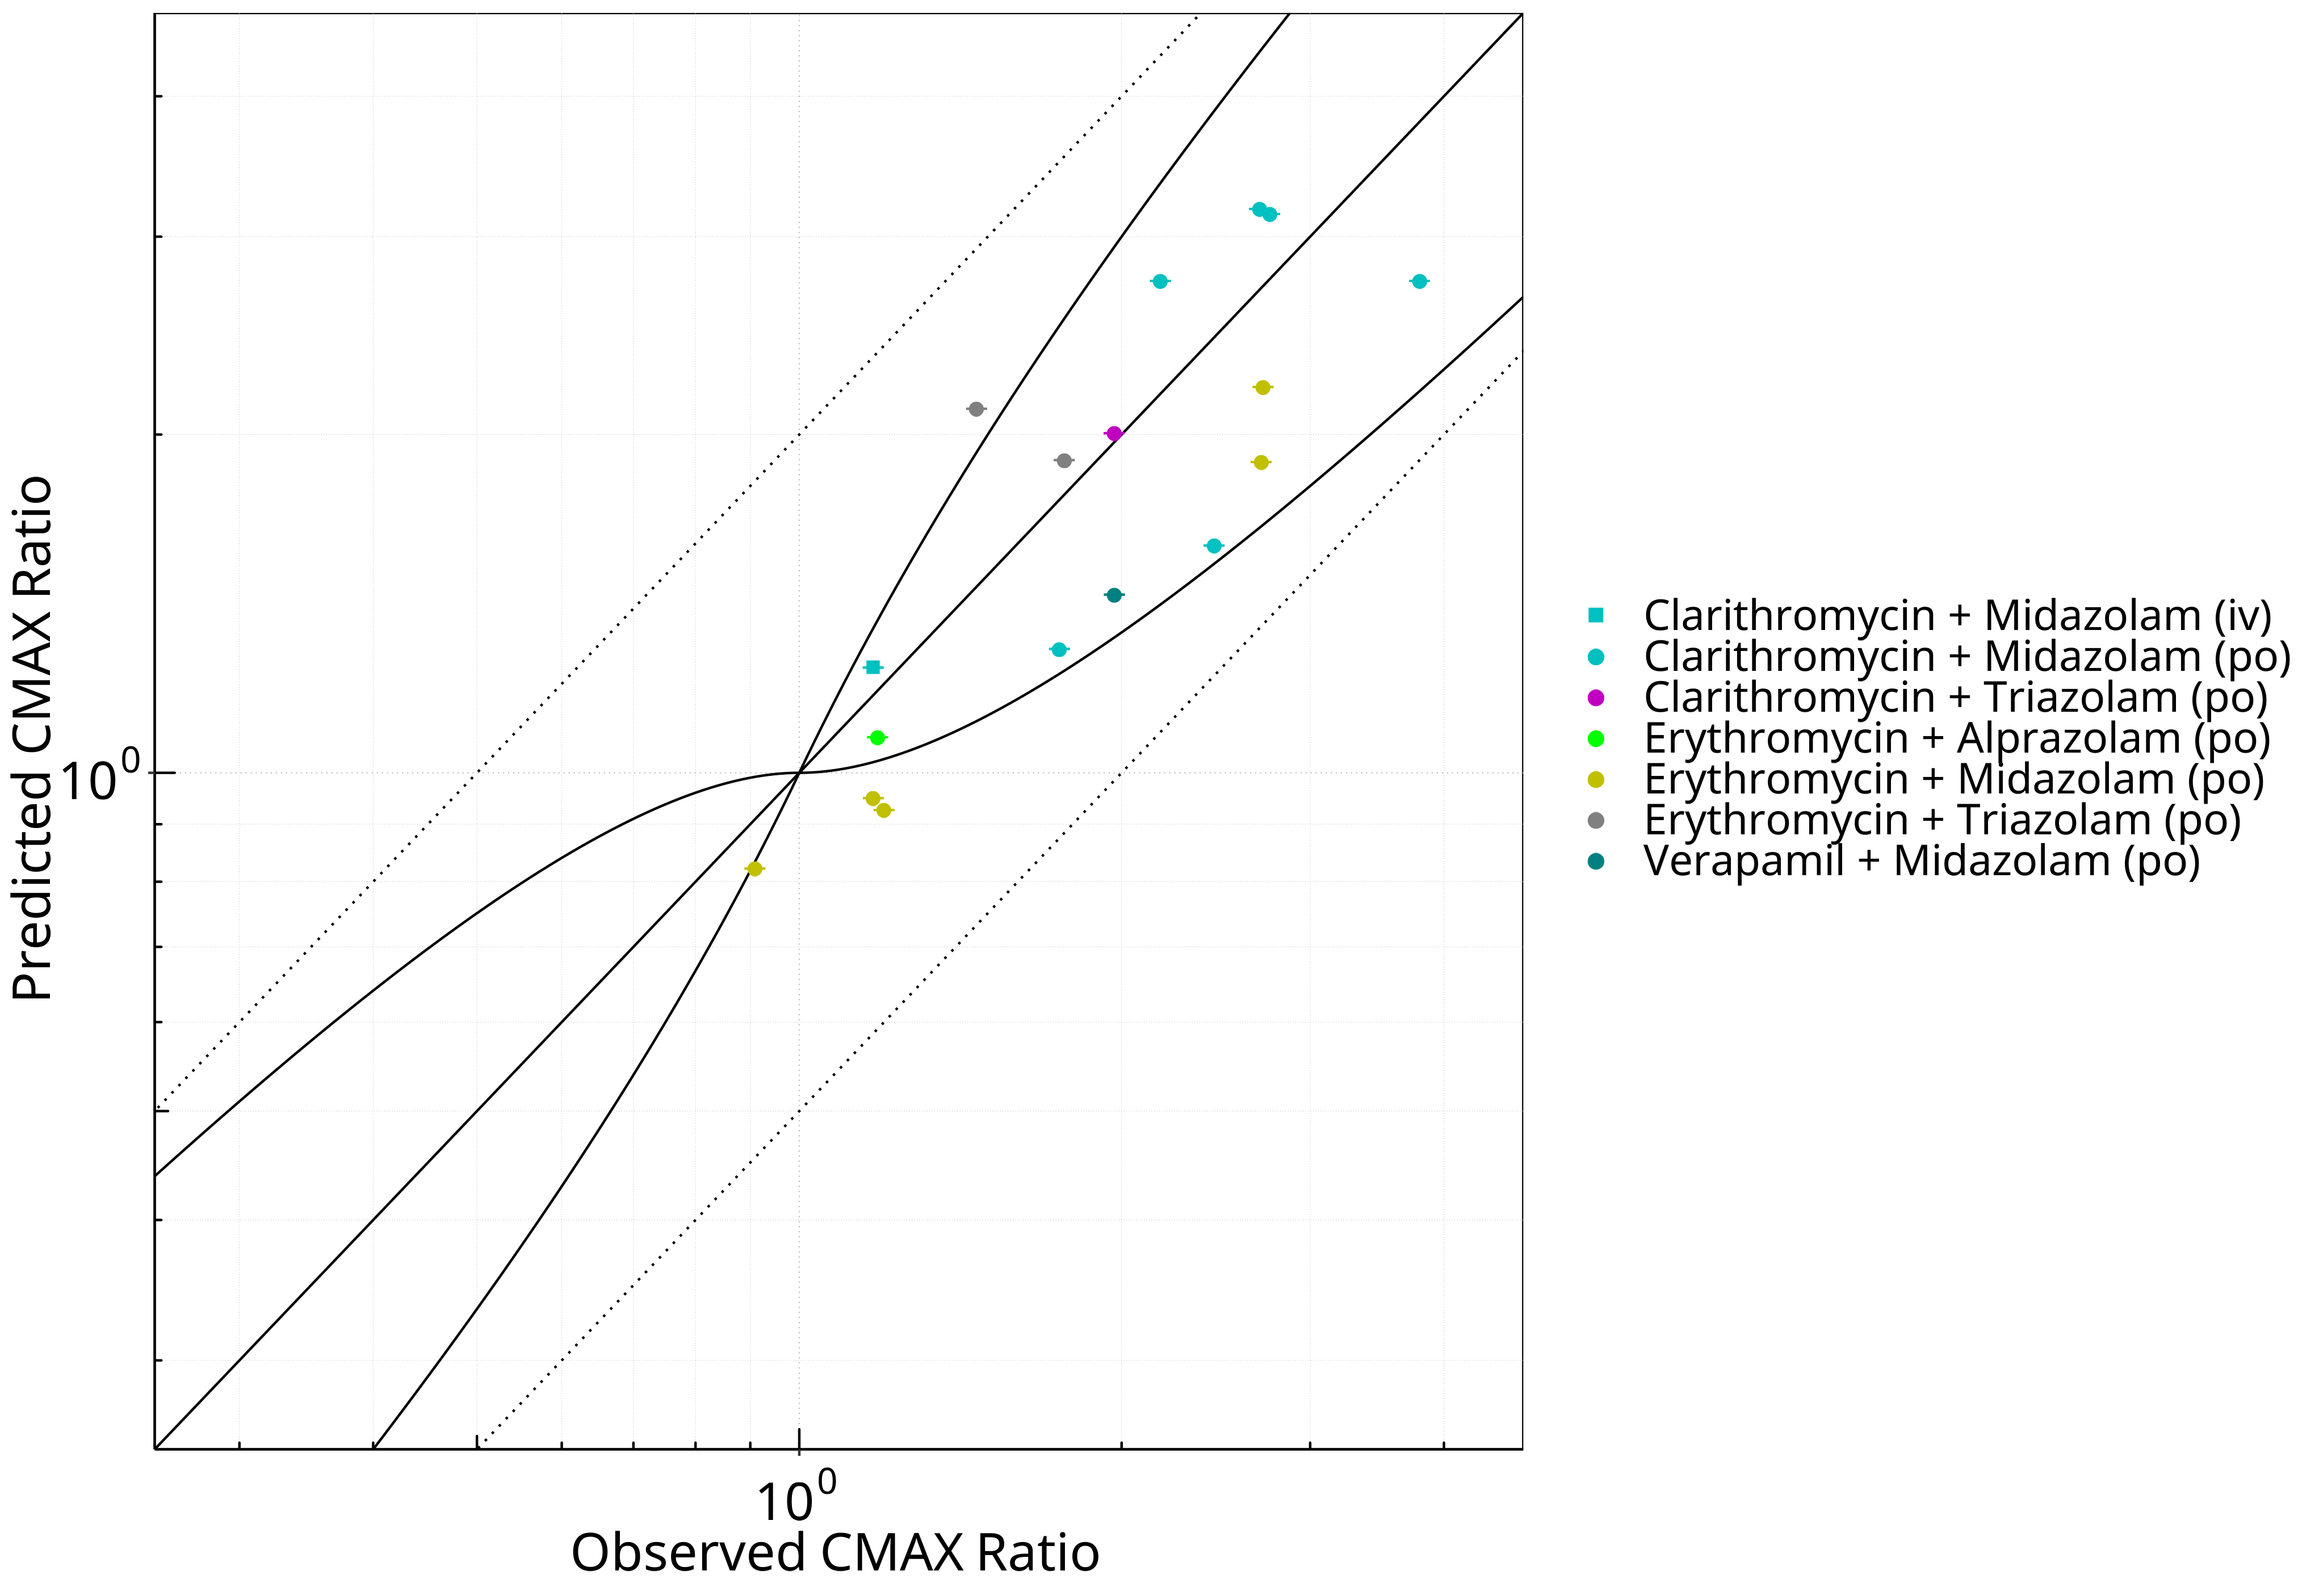 Predicted CMAX Ratio
10^0
10^0
Observed CMAX Ratio
Clarithromycin + Midazolam (iv)
Clarithromycin + Midazolam (po)
Clarithromycin + Triazolam (po)
Erythromycin + Alprazolam (po)
Erythromycin + Midazolam (po)
Erythromycin + Triazolam (po)
Verapamil + Midazolam (po)